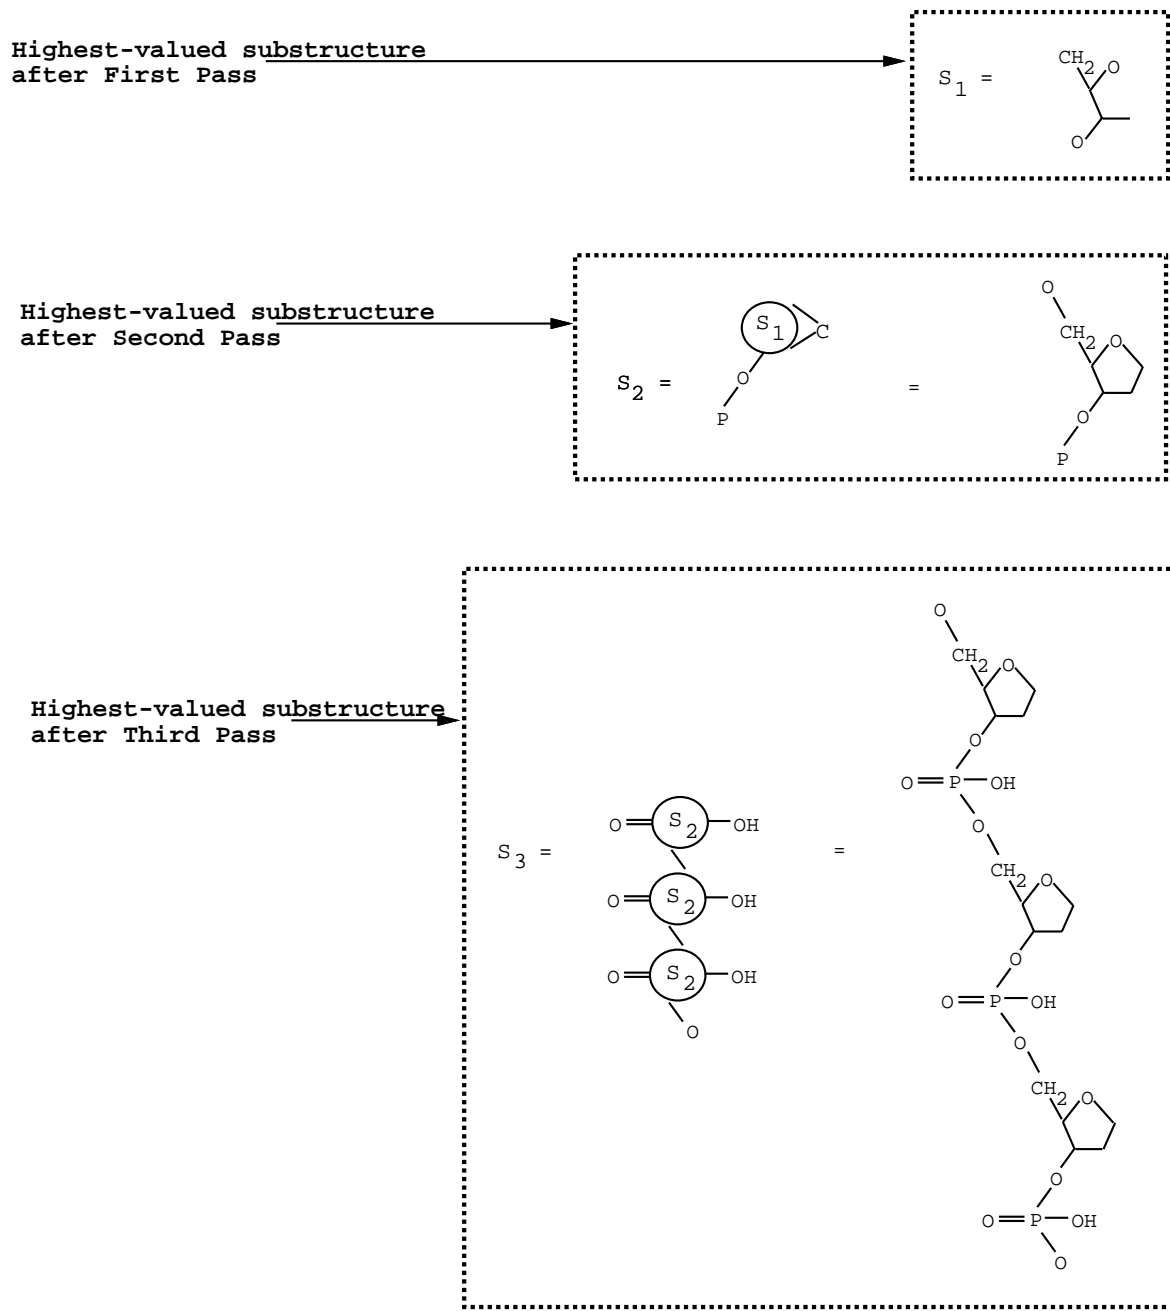 Highest-valued substructure
after First Pass
S1 =
CH2
O
O
Highest-valued substructure
after Second Pass
S2 =
S1
C
O
P
=
O
CH2
O
O
P
Highest-valued substructure
after Third Pass
S3 =
O S2 OH
O S2 OH
O S2 OH
O
=
O
CH2
O
O
O P OH
O
CH2
O
O
O P OH
O
CH2
O
O
O P OH
O